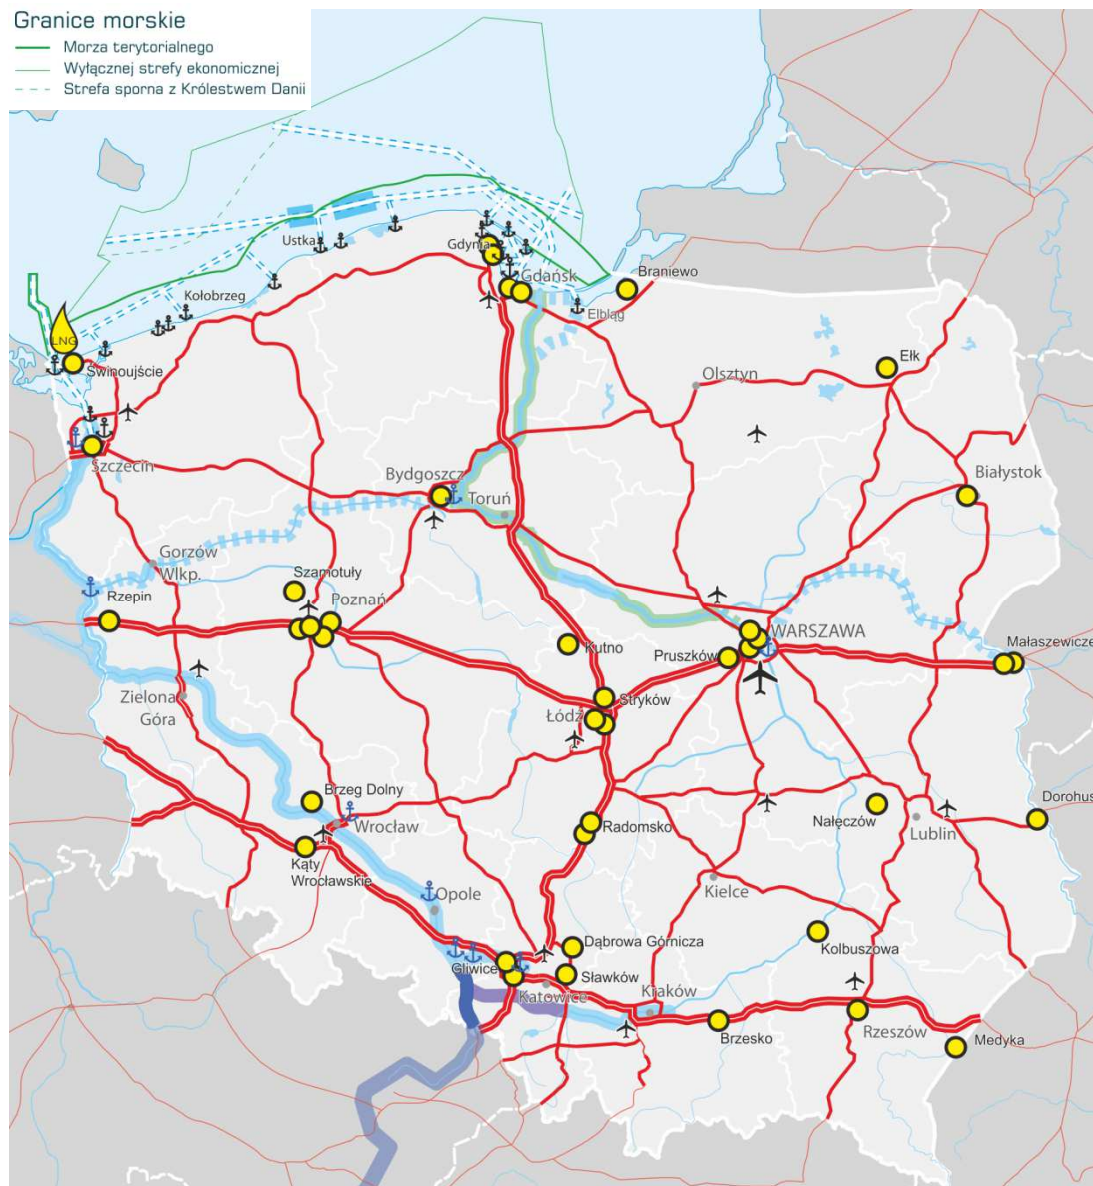 Granice morskie
Morza terytorialnego
Wyłącznej strefy ekonomicznej
Strefa sporna z Królestwem Danii
Ustka
Gdynia
Gdańsk
Braniewo
Kołobrzeg
Elbląg
LNG
Świnoujście
Ełk
Olsztyn
Szczecin
Bydgoszcz
Toruń
Białystok
Gorzów
Wlkp.
Szamotuły
Rzepin
Poznań
WARSZAWA
Kutno
Pruszków
Małaszewicze
Zielona
Góra
Stryków
Łódź
Brzeg Dolny
Wrocław
Radomsko
Nałęczów
Lublin
Dorohus
Kąty
Wrocławskie
Kielce
Opole
Kolbuszowa
Dąbrowa Górnicza
Gliwice
Sławków
Katowice
Kraków
Rzeszów
Brzesko
Medyka